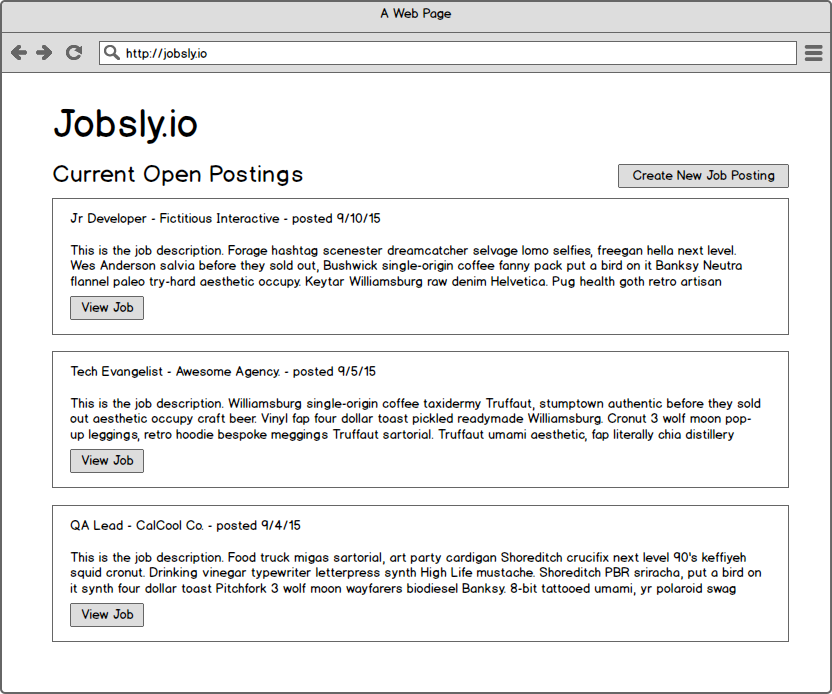 A Web Page
http://jobsly.io
Jobsly.io
Current Open Postings
Create New Job Posting
Jr Developer - Fictitious Interactive - posted 9/10/15
This is the job description. Forage hashtag scenester dreamcatcher selvage lomo selfies, freegan hella next level.
Wes Anderson salvia before they sold out, Bushwick single-origin coffee fanny pack put a bird on it Banksy Neutra
flannel paleo try-hard aesthetic occupy. Keytar Williamsburg raw denim Helvetica. Pug health goth retro artisan
View Job
Tech Evangelist - Awesome Agency. - posted 9/5/15
This is the job description. Williamsburg single-origin coffee taxidermy Truffaut, stumptown authentic before they sold
out aesthetic occupy craft beer. Vinyl fap four dollar toast pickled readymade Williamsburg. Cronut 3 wolf moon pop-
up leggings, retro hoodie bespoke meggings Truffaut sartorial. Truffaut umami aesthetic, fap literally chia distillery
View Job
QA Lead - CalCool Co. - posted 9/4/15
This is the job description. Food truck migas sartorial, art party cardigan Shoreditch crucifix next level 90's keffiyeh
squid cronut. Drinking vinegar typewriter letterpress synth High Life mustache. Shoreditch PBR sriracha, put a bird on
it synth four dollar toast Pitchfork 3 wolf moon wayfarers biodiesel Banksy. 8-bit tattooed umami, yr polaroid swag
View Job